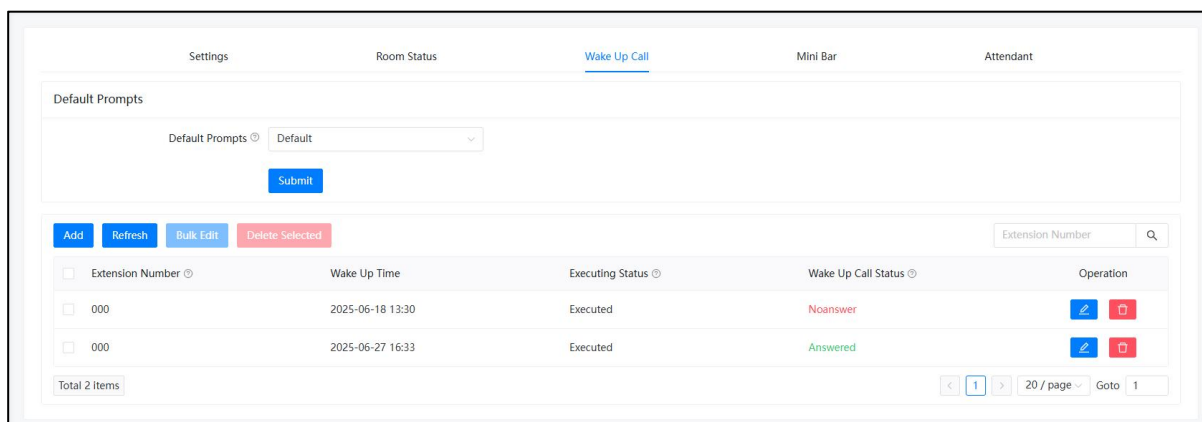 Settings Room Status Wake Up Call Mini Bar Attendant
Default Prompts
Default Prompts Default
Submit
Add Refresh Bulk Edit Delete Selected Extension Number
Extension Number Wake Up Time Executing Status Wake Up Call Status Operation
000 2025-06-18 13:30 Executed Noanswer
000 2025-06-27 16:33 Executed Answered
Total 2 items < 1 > 20 / page Goto 1